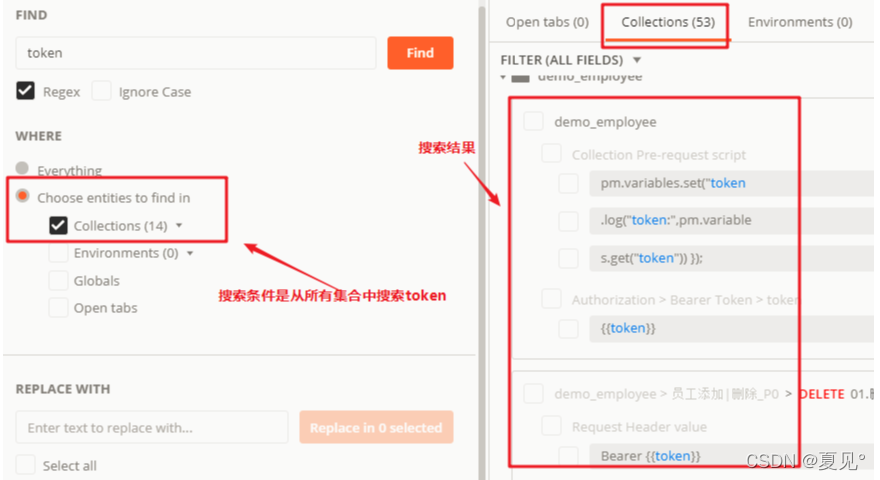 FIND
token
Find
Regex
Ignore Case
WHERE
Everything
Choose entities to find in
Collections (14)
Environments (0)
Globals
Open tabs
搜索条件是从所有集合中搜索token
REPLACE WITH
Enter text to replace with...
Replace in 0 selected
Select all
搜索结果
Open tabs (0)
Collections (53)
Environments (0)
FILTER (ALL FIELDS)
demo_employee
demo_employee
Collection Pre-request script
pm.variables.set("token
.log("token:",pm.variable
s.get("token")) });
Authorization > Bearer Token > token
{{token}}
demo_employee > 员工添加|删除_P0 > DELETE 01.
Request Header value
Bearer {{token}}
CSDN @夏见°